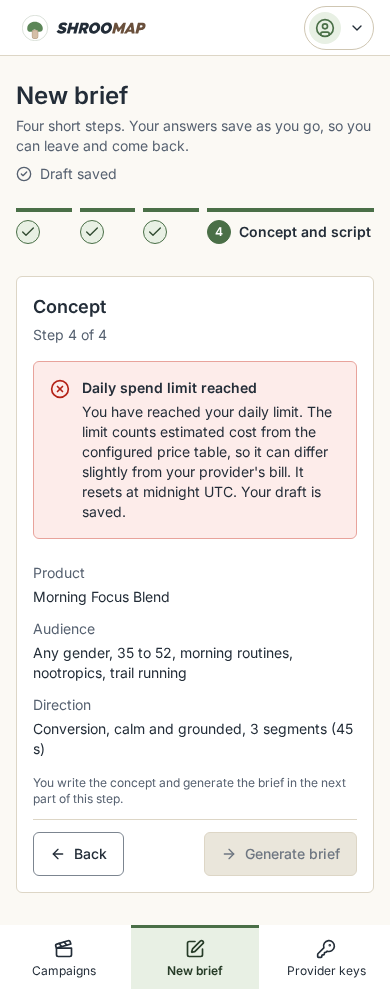 SHROOMAP
New brief
Four short steps. Your answers save as you go, so you
can leave and come back.
Draft saved
4 Concept and script
Concept
Step 4 of 4
Daily spend limit reached
You have reached your daily limit. The
limit counts estimated cost from the
configured price table, so it can differ
slightly from your provider's bill. It
resets at midnight UTC. Your draft is
saved.
Product
Morning Focus Blend
Audience
Any gender, 35 to 52, morning routines,
nootropics, trail running
Direction
Conversion, calm and grounded, 3 segments (45
s)
You write the concept and generate the brief in the next
part of this step.
Back
Generate brief
Campaigns
New brief
Provider keys